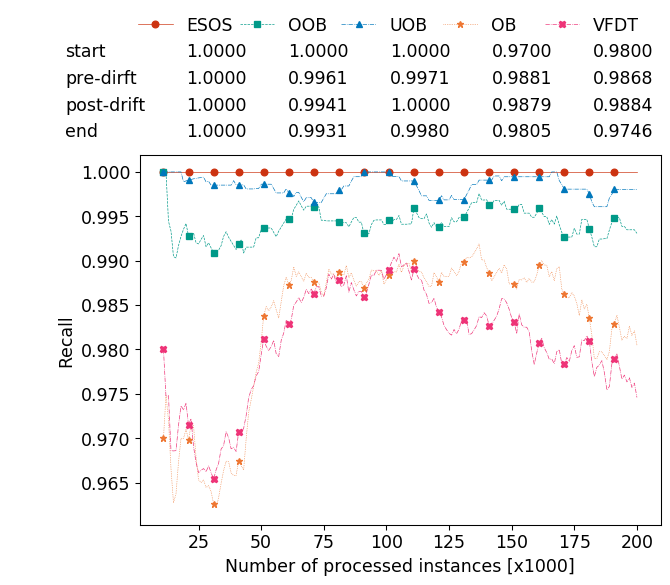 ESOS OOB UOB OB VFDT
start 1.0000 1.0000 1.0000 0.9700 0.9800
pre-dirft 1.0000 0.9961 0.9971 0.9881 0.9868
post-drift 1.0000 0.9941 1.0000 0.9879 0.9884
end 1.0000 0.9931 0.9980 0.9805 0.9746
1.000
0.995
0.990
0.985
0.980
0.975
0.970
0.965
Recall
25 50 75 100 125 150 175 200
Number of processed instances [x1000]